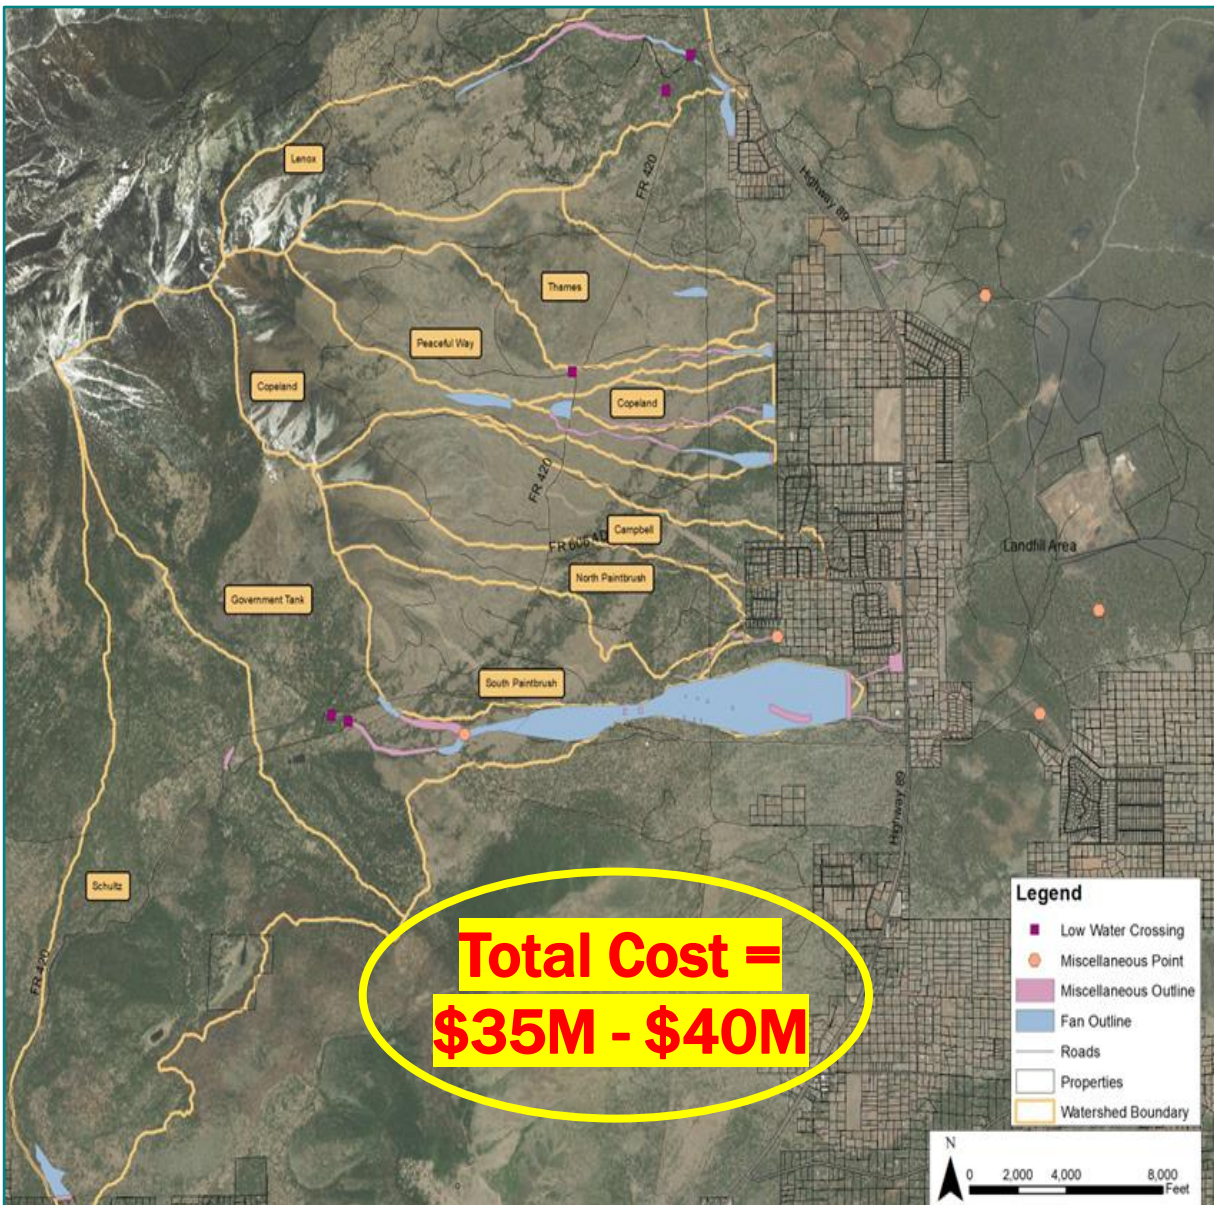 Lenox
FR 420
Highway 89
Thames
Peaceful Way
Copeland
Copeland
FR 420
Campbell
FR 6064D
North Paintbrush
Landfill Area
Government Tank
South Paintbrush
Highway 89
Schultz
FR 420
Total Cost =
$35M - $40M
Legend
Low Water Crossing
Miscellaneous Point
Miscellaneous Outline
Fan Outline
Roads
Properties
Watershed Boundary
N
0 2,000 4,000 8,000
Feet